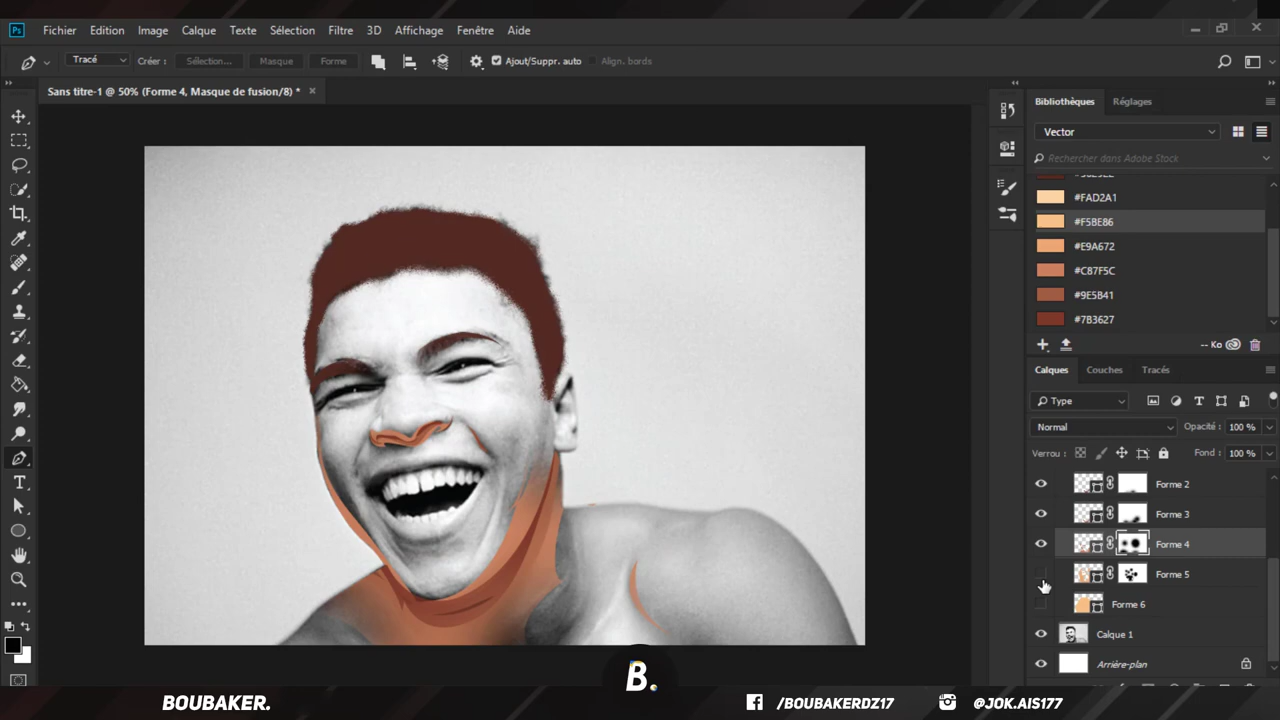 Ps Fichier Edition Image Calque Texte Sélection Filtre 3D Affichage Fenêtre Aide
Tracé Créer : Sélection... Masque Forme Ajout/Suppr. auto Align. bords
Sans titre-1 @ 50% (Forme 4, Masque de fusion/8) *
Bibliothèques Réglages
Vector
Rechercher dans Adobe Stock
#FAD2A1
#F5BE86
#E9A672
#C87F5C
#9E5B41
#7B3627
-- Ko
Calques Couches Tracés
Type
Normal Opacité : 100 %
Verrou : Fond : 100 %
Forme 2
Forme 3
Forme 4
Forme 5
Forme 6
Calque 1
Arrière-plan
B.
BOUBAKER. /BOUBAKERDZ17 @JOK.AIS177